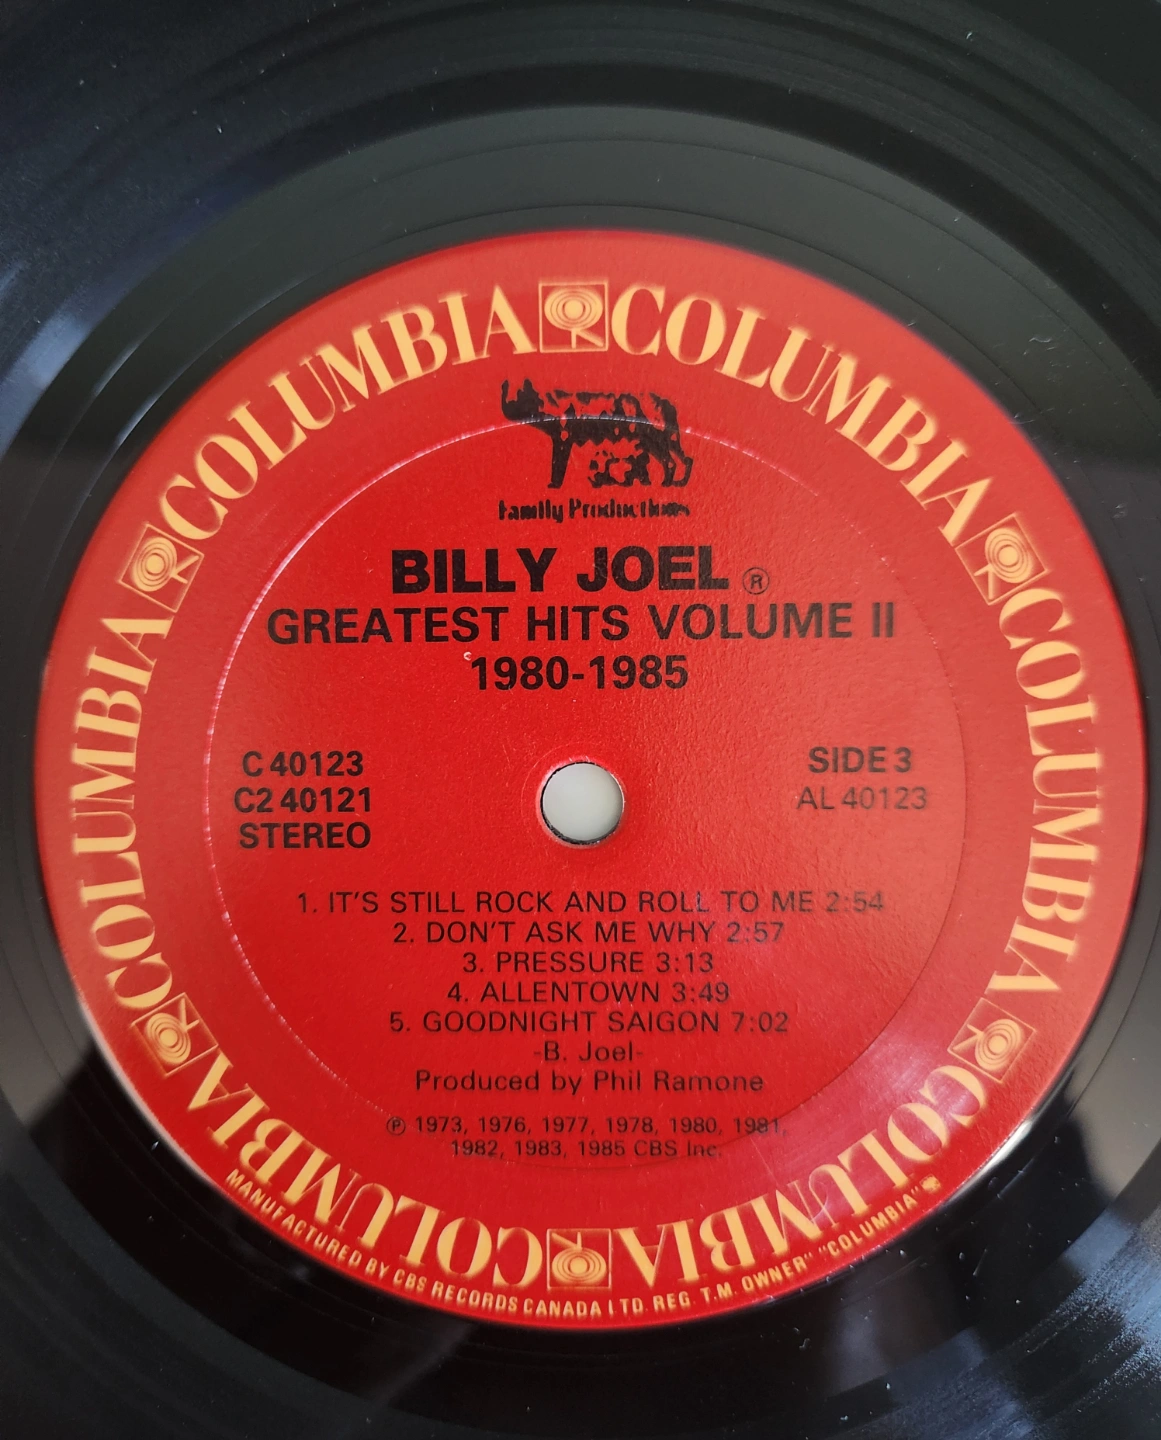 COLUMBIA COLUMBIA COLUMBIA COLUMBIA COLUMBIA COLUMBIA
Family Productions
BILLY JOEL ®
GREATEST HITS VOLUME II
1980-1985
C 40123
C2 40121
STEREO
SIDE 3
AL 40123
1. IT'S STILL ROCK AND ROLL TO ME 2:54
2. DON'T ASK ME WHY 2:57
3. PRESSURE 3:13
4. ALLENTOWN 3:49
5. GOODNIGHT SAIGON 7:02
-B. Joel-
Produced by Phil Ramone
℗ 1973, 1976, 1977, 1978, 1980, 1981,
1982, 1983, 1985 CBS Inc.
MANUFACTURED BY CBS RECORDS CANADA LTD. REG. T.M. OWNER" "COLUMBIA"